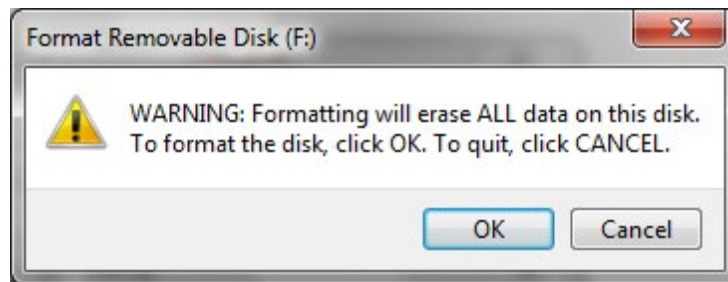 Format Removable Disk (F:)
WARNING: Formatting will erase ALL data on this disk.
To format the disk, click OK. To quit, click CANCEL.
OK
Cancel